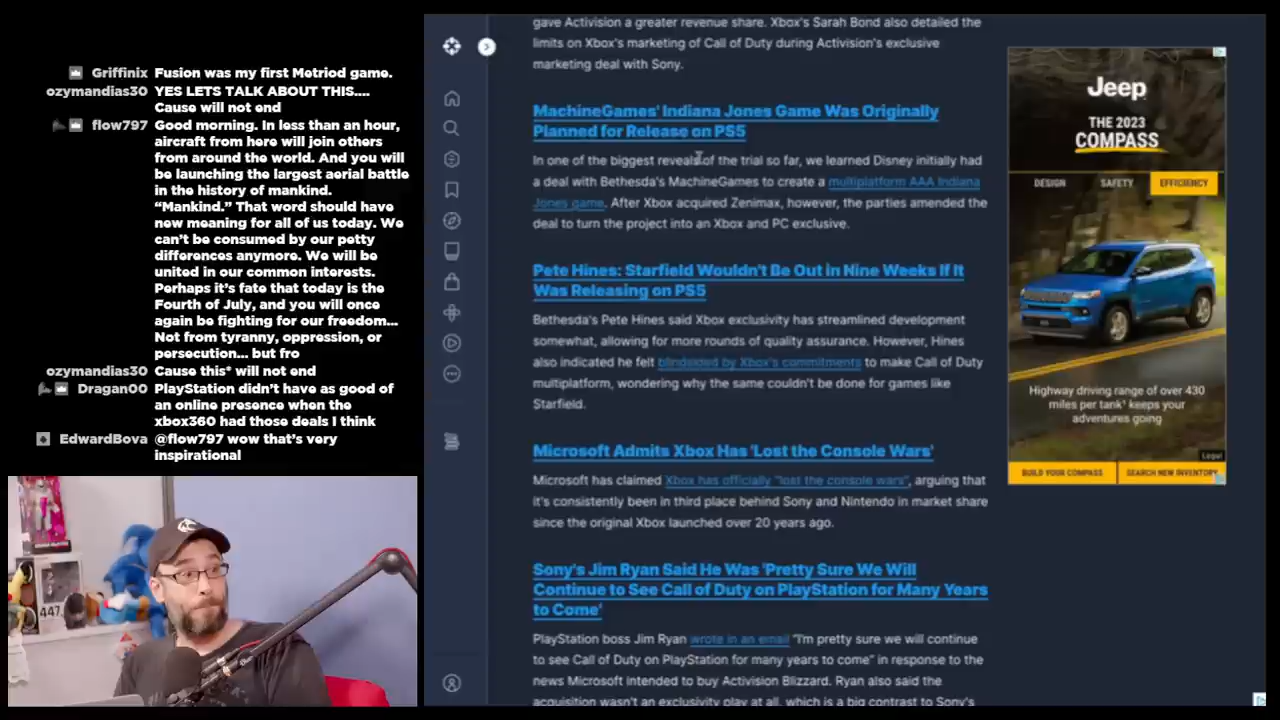 Griffinix Fusion was my first Metriod game.
ozymandias30 YES LETS TALK ABOUT THIS....
Cause will not end
flow797 Good morning. In less than an hour,
aircraft from here will join others
from around the world. And you will
be launching the largest aerial battle
in the history of mankind.
“Mankind.” That word should have
new meaning for all of us today. We
can’t be consumed by our petty
differences anymore. We will be
united in our common interests.
Perhaps it’s fate that today is the
Fourth of July, and you will once
again be fighting for our freedom...
Not from tyranny, oppression, or
persecution... but fro
ozymandias30 Cause this* will not end
Dragan00 PlayStation didn’t have as good of
an online presence when the
xbox360 had those deals I think
EdwardBova @flow797 wow that’s very
inspirational
447
gave Activision a greater revenue share. Xbox's Sarah Bond also detailed the
limits on Xbox's marketing of Call of Duty during Activision's exclusive
marketing deal with Sony.
MachineGames' Indiana Jones Game Was Originally
Planned for Release on PS5
In one of the biggest reveals of the trial so far, we learned Disney initially had
a deal with Bethesda's MachineGames to create a multiplatform AAA Indiana
Jones game. After Xbox acquired Zenimax, however, the parties amended the
deal to turn the project into an Xbox and PC exclusive.
Pete Hines: Starfield Wouldn't Be Out in Nine Weeks If It
Was Releasing on PS5
Bethesda's Pete Hines said Xbox exclusivity has streamlined development
somewhat, allowing for more rounds of quality assurance. However, Hines
also indicated he felt blindsided by Xbox's commitments to make Call of Duty
multiplatform, wondering why the same couldn't be done for games like
Starfield.
Microsoft Admits Xbox Has 'Lost the Console Wars'
Microsoft has claimed Xbox has officially "lost the console wars", arguing that
it's consistently been in third place behind Sony and Nintendo in market share
since the original Xbox launched over 20 years ago.
Sony's Jim Ryan Said He Was 'Pretty Sure We Will
Continue to See Call of Duty on PlayStation for Many Years
to Come'
PlayStation boss Jim Ryan wrote in an email "I'm pretty sure we will continue
to see Call of Duty on PlayStation for many years to come" in response to the
news Microsoft intended to buy Activision Blizzard. Ryan also said the
acquisition wasn't an exclusivity play at all, which is a big contrast to Sony's
Jeep
THE 2023
COMPASS
DESIGN SAFETY EFFICIENCY
Highway driving range of over 430
miles per tank¹ keeps your
adventures going
Legal
BUILD YOUR COMPASS SEARCH NEW INVENTORY